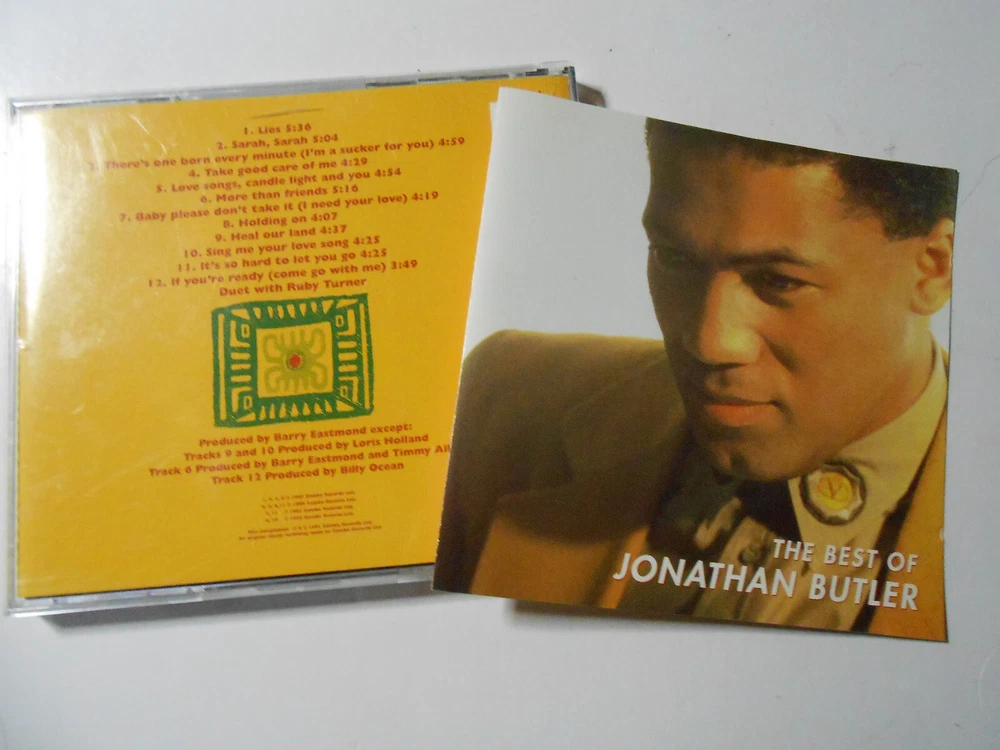 1. Lies 5:36
2. Sarah, Sarah 5:04
3. There's one born every minute (I'm a sucker for you) 4:59
4. Take good care of me 4:29
5. Love songs, candle light and you 4:54
6. More than friends 5:16
7. Baby please don't take it (I need your love) 4:19
8. Holding on 4:07
9. Heal our land 4:37
10. Sing me your love song 4:25
11. It's so hard to let you go 4:25
12. If you're ready (come go with me) 3:49
Duet with Ruby Turner
Produced by Barry Eastmond except:
Tracks 9 and 10 Produced by Loris Holland
Track 6 Produced by Barry Eastmond and Timmy All
Track 12 Produced by Billy Ocean
THE BEST OF
JONATHAN BUTLER